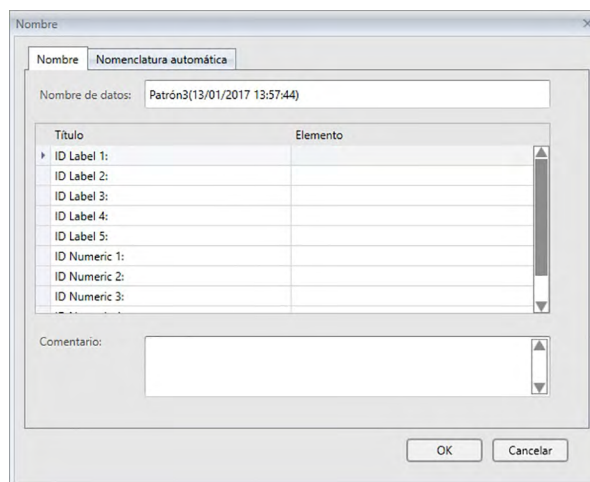 Nombre
Nombre Nomenclatura automática
Nombre de datos: Patrón3(13/01/2017 13:57:44)
Título Elemento
ID Label 1:
ID Label 2:
ID Label 3:
ID Label 4:
ID Label 5:
ID Numeric 1:
ID Numeric 2:
ID Numeric 3:
Comentario:
OK Cancelar